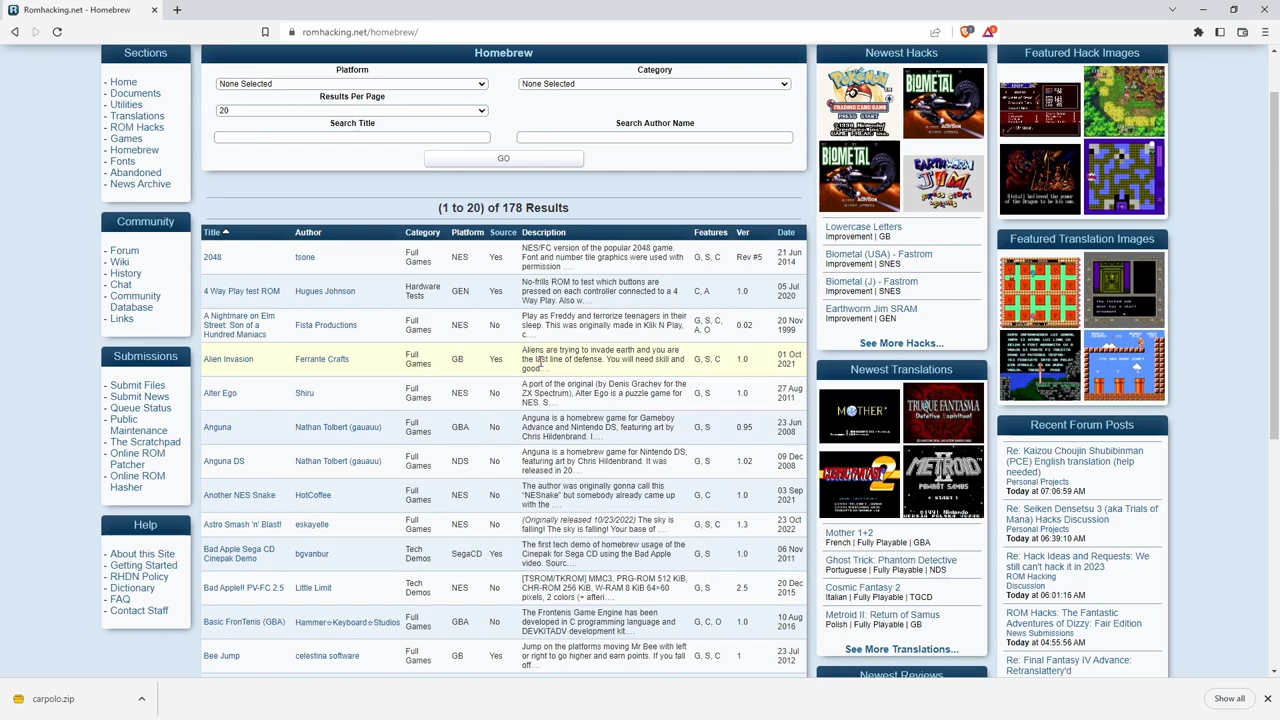 Romhacking.net - Homebrew
romhacking.net/homebrew/
Sections
- Home
- Documents
- Utilities
- Translations
- ROM Hacks
- Games
- Homebrew
- Fonts
- Abandoned
- News Archive
Community
- Forum
- Wiki
- History
- Chat
- Community
Database
- Links
Submissions
- Submit Files
- Submit News
- Queue Status
- Public
Maintenance
- The Scratchpad
- Online ROM
Patcher
- Online ROM
Hasher
Help
- About this Site
- Getting Started
- RHDN Policy
- Dictionary
- FAQ
- Contact Staff
Homebrew
Platform
Category
None Selected
None Selected
Results Per Page
20
Search Author Name
GO
(1 to 20) of 178 Results
Title Author Category Platform Source Description Features Ver Date
2048 tsone Full Games NES Yes NES/FC version of the popular 2048 game. Font and number tile graphics were used with permission .... G, S, C Rev #5 21 Jun 2014
4 Way Play test ROM Hugues Johnson Hardware Tests GEN Yes No-frills ROM to test which buttons are pressed on each controller connected to a 4 Way Play. Also w.... C, A 1.0 05 Jul 2020
A Nightmare on Elm Street: Son of a Hundred Maniacs Fista Productions Full Games NES No Play as Freddy and terrorize teenagers in their sleep. This was originally made in Klik N Play, c.... G, S, C, A, O 0.02 20 Nov 1999
Alien Invasion Full Games GB Yes Aliens are trying to invade earth and you are the last line of defense. You will need skill and good.... G, S, C 2021
Alter Ego Shiru Full Games NES No A port of the original (by Denis Grachev for the ZX Spectrum), Alter Ego is a puzzle game for NES. S.... G, S, C 1.0 27 Aug 2011
Anguna Nathan Tolbert (gauauu) Full Games GBA No Anguna is a homebrew game for Gameboy Advance and Nintendo DS, featuring art by Chris Hildenbrand. I.... G, S, C 0.95 23 Jun 2008
Anguna DS Nathan Tolbert (gauauu) Full Games NDS No Anguna is a homebrew game for Nintendo DS, featuring art by Chris Hildenbrand. It was released in 20.... G, S, C 1.02 09 Dec 2008
Another NES Snake HotCoffee Full Games NES No The author was originally gonna call this “NESnake” but somebody already came up with the .... G, C 1.0 03 Sep 2021
Astro Smash 'n' Blast! eskayelle Full Games NES No (Originally released 10/23/2022) The sky is falling! The sky is falling! Your base of .... G, S, C 1.3 23 Oct 2022
Bad Apple Sega CD Cinepak Demo bgvanbur Tech Demos SegaCD Yes The first tech demo of homebrew usage of the Cinepak for Sega CD using the Bad Apple video. Sourc.... G, S 1.0 06 Nov 2011
Bad Apple!! PV-FC 2.5 Little Limit Tech Demos NES No [TSROM/TKROM] MMC3, PRG-ROM 512 KiB, CHR-ROM 256 KiB, W-RAM 8 KiB 64×60 pixels, 2 colors (+ afteri.... G, S 2.5 20 Dec 2015
Basic FronTenis (GBA) Hammer☆Keyboard☆Studios Full Games GBA No The Frontenis Game Engine has been developed in C programming language and DEVKITADV development kit.... G, C, O 1.0 10 Aug 2016
Bee Jump celestialsoftware Full Games GB Yes Jump on the platforms moving Mr Bee with left or right to go higher and earn points. If you fall off.... G, S, C 1 23 Jul 2012
Newest Hacks
BIOMETAL
BIOMETAL
EARTHWORM
JIM
Lowercase Letters
Improvement | GB
Biometal (USA) - Fastrom
Improvement | SNES
Biometal (J) - Fastrom
Improvement | SNES
Earthworm Jim SRAM
Improvement | GEN
See More Hacks...
Newest Translations
MOTHER
TRUQUE FANTASMA
Detetive Espiritual
METROID
Mother 1+2
French | Fully Playable | GBA
Ghost Trick: Phantom Detective
Portuguese | Fully Playable | NDS
Cosmic Fantasy 2
Italian | Fully Playable | TGCD
Metroid II: Return of Samus
Polish | Fully Playable | GB
See More Translations...
Newest Reviews
Featured Hack Images
Featured Translation Images
Recent Forum Posts
Re: Kaizou Choujin Shubibinman
(PCE) English translation (help
needed)
Personal Projects
Today at 07:06:59 AM
Re: Seiken Densetsu 3 (aka Trials of
Mana) Hacks Discussion
Personal Projects
Today at 06:39:10 AM
Re: Hack Ideas and Requests: We
still can't hack it in 2023
ROM Hacking
Discussion
Today at 06:01:16 AM
ROM Hacks: The Fantastic
Adventures of Dizzy: Fair Edition
News Submissions
Today at 04:55:56 AM
Re: Final Fantasy IV Advance:
Retranslattery'd
carpolo.zip
Show all